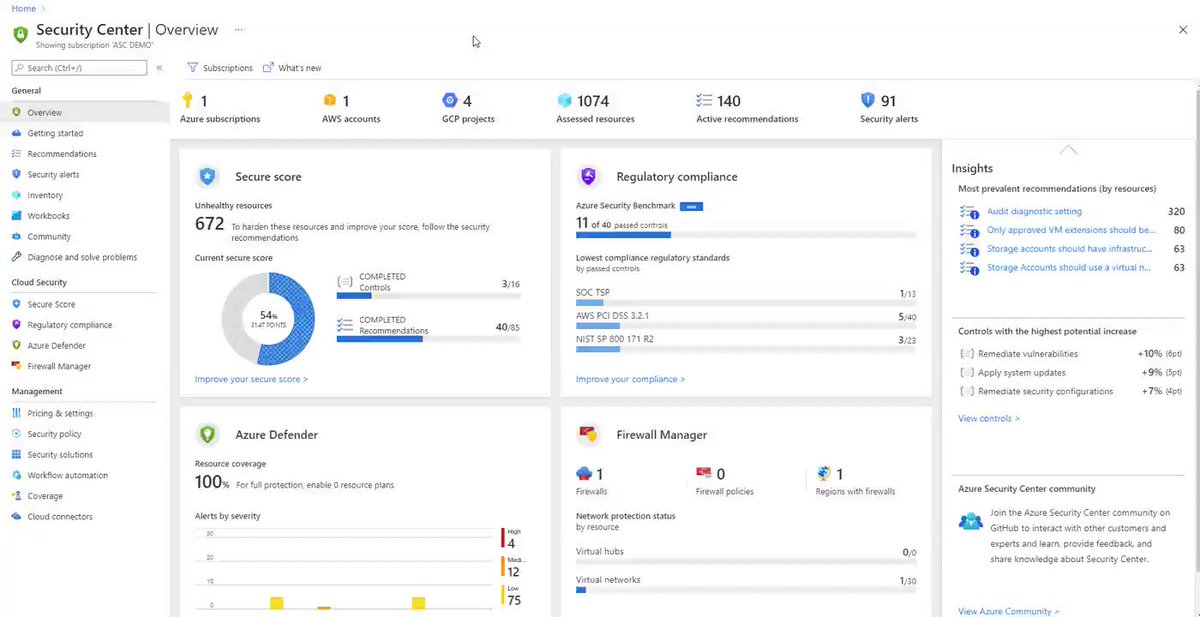 Home >
Security Center | Overview ...
Showing subscription 'ASC DEMO'
Search (Ctrl+/)
«
Subscriptions
What's new
General
Overview
Getting started
Recommendations
Security alerts
Inventory
Workbooks
Community
Diagnose and solve problems
Cloud Security
Secure Score
Regulatory compliance
Azure Defender
Firewall Manager
Management
Pricing & settings
Security policy
Security solutions
Workflow automation
Coverage
Cloud connectors
1
Azure subscriptions
1
AWS accounts
4
GCP projects
1074
Assessed resources
140
Active recommendations
91
Security alerts
Secure score
Unhealthy resources
672 To harden these resources and improve your score, follow the security
recommendations
Current secure score
54%
31.47 POINTS
COMPLETED
Controls 3/16
COMPLETED
Recommendations 40/85
Improve your secure score >
Regulatory compliance
Azure Security Benchmark
11 of 40 passed controls
Lowest compliance regulatory standards
by passed controls
SOC TSP 1/13
AWS PCI DSS 3.2.1 5/40
NIST SP 800 171 R2 3/23
Improve your compliance >
Azure Defender
Resource coverage
100% For full protection, enable 0 resource plans
Alerts by severity
30
20
10
0
High
4
Medi...
12
Low
75
Firewall Manager
1
Firewalls
0
Firewall policies
1
Regions with firewalls
Network protection status
by resource
Virtual hubs 0/0
Virtual networks 1/30
Insights
Most prevalent recommendations (by resources)
Audit diagnostic setting 320
Only approved VM extensions should be... 80
Storage accounts should have infrastruc... 63
Storage Accounts should use a virtual n... 63
Controls with the highest potential increase
Remediate vulnerabilities +10% (6pt)
Apply system updates +9% (5pt)
Remediate security configurations +7% (4pt)
View controls >
Azure Security Center community
Join the Azure Security Center community on
GitHub to interact with other customers and
experts and learn, provide feedback, and
share knowledge about Security Center.
View Azure Community >